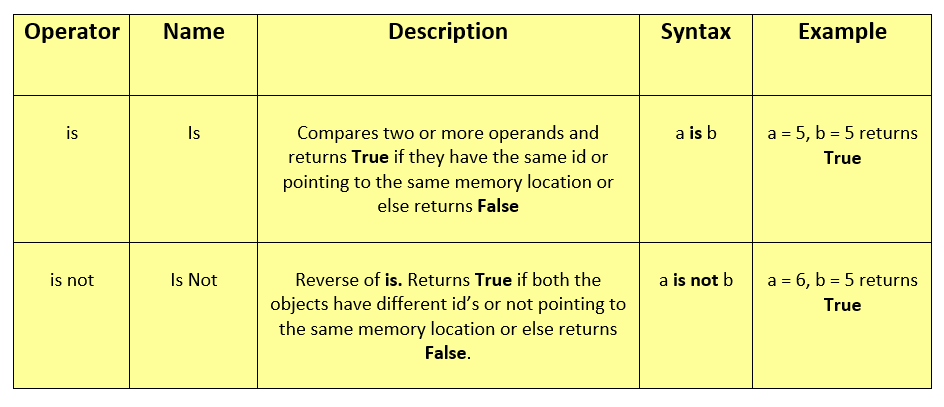 Operator Name Description Syntax Example
is Is Compares two or more operands and a is b a = 5, b = 5 returns
returns True if they have the same id or True
pointing to the same memory location or
else returns False
is not Is Not Reverse of is. Returns True if both the a is not b a = 6, b = 5 returns
objects have different id’s or not pointing to True
the same memory location or else returns
False.